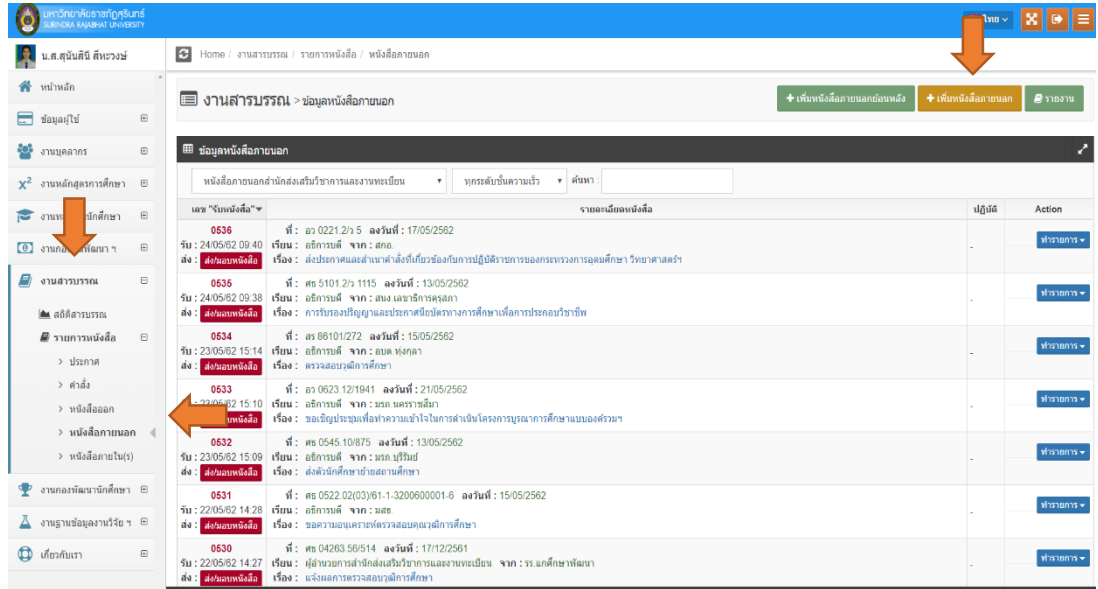 มหาวิทยาลัยราชภัฏสุรินทร์
SURINDRA RAJABHAT UNIVERSITY
ไทย
น.ส.สุนันสินี สีหะวงษ์
Home / งานสารบรรณ / รายการหนังสือ / หนังสือภายนอก
หน้าหลัก
ข้อมูลผู้ใช้
งานบุคลากร
งานหลักสูตรการศึกษา
งานกองพัฒนานักศึกษา
งานสารบรรณ
สถิติสารบรรณ
รายการหนังสือ
> ประกาศ
> คำสั่ง
> หนังสือออก
> หนังสือภายนอก
> หนังสือภายใน(ร)
งานกองพัฒนานักศึกษา
งานฐานข้อมูลงานวิจัย ฯ
เกี่ยวกับเรา
งานสารบรรณ > ข้อมูลหนังสือภายนอก
+ เพิ่มหนังสือภายนอกย้อนหลัง
+ เพิ่มหนังสือภายนอก
รายงาน
ข้อมูลหนังสือภายนอก
หนังสือภายนอกสำนักส่งเสริมวิชาการและงานทะเบียน ทุกระดับชั้นความเร็ว ค้นหา :
เลข "รับหนังสือ" รายละเอียดหนังสือ ปฏิบัติ Action
0536 ที่ : อว 0221.2/ว 5 ลงวันที่ : 17/05/2562
รับ : 24/05/62 09:40 เรียน : อธิการบดี จาก : สกอ. - ทำรายการ
ส่ง : ส่ง/มอบหนังสือ เรื่อง : ส่งประกาศและสำเนาคำสั่งที่เกี่ยวข้องกับการปฏิบัติราชการของกระทรวงการอุดมศึกษา วิทยาศาสตร์ฯ
0535 ที่ : ศธ 5101.2/ว 1115 ลงวันที่ : 13/05/2562
รับ : 24/05/62 09:38 เรียน : อธิการบดี จาก : สนง.เลขาธิการคุรุสภา - ทำรายการ
ส่ง : ส่ง/มอบหนังสือ เรื่อง : การรับรองปริญญาและประกาศนียบัตรทางการศึกษาเพื่อการประกอบวิชาชีพ
0534 ที่ : สร 86101/272 ลงวันที่ : 15/05/2562
รับ : 23/05/62 15:14 เรียน : อธิการบดี จาก : อบต.ทุ่งกุลา - ทำรายการ
ส่ง : ส่ง/มอบหนังสือ เรื่อง : ตรวจสอบวุฒิการศึกษา
0533 ที่ : อว 0623.12/1941 ลงวันที่ : 21/05/2562
: 23/05/62 15:10 เรียน : อธิการบดี จาก : มรภ.นครราชสีมา - ทำรายการ
มอบหนังสือ เรื่อง : ขอเชิญประชุมเพื่อทำความเข้าใจในการดำเนินโครงการบูรณาการศึกษาแบบองค์รวมฯ
0532 ที่ : ศธ 0545.10/875 ลงวันที่ : 13/05/2562
รับ : 23/05/62 15:09 เรียน : อธิการบดี จาก : มรภ.บุรีรัมย์ - ทำรายการ
ส่ง : ส่ง/มอบหนังสือ เรื่อง : ส่งตัวนักศึกษาย้ายสถานศึกษา
0531 ที่ : ศธ 0522.02(03)/61-1-3200600001-6 ลงวันที่ : 15/05/2562
รับ : 22/05/62 14:28 เรียน : อธิการบดี จาก : มสธ. - ทำรายการ
ส่ง : ส่ง/มอบหนังสือ เรื่อง : ขอความอนุเคราะห์ตรวจสอบคุณวุฒิการศึกษา
0530 ที่ : ศธ 04263.56/514 ลงวันที่ : 17/12/2561
รับ : 22/05/62 14:27 เรียน : ผู้อำนวยการสำนักส่งเสริมวิชาการและงานทะเบียน จาก : รร.แกศึกษาพัฒนา - ทำรายการ
ส่ง : ส่ง/มอบหนังสือ เรื่อง : แจ้งผลการตรวจสอบวุฒิการศึกษา